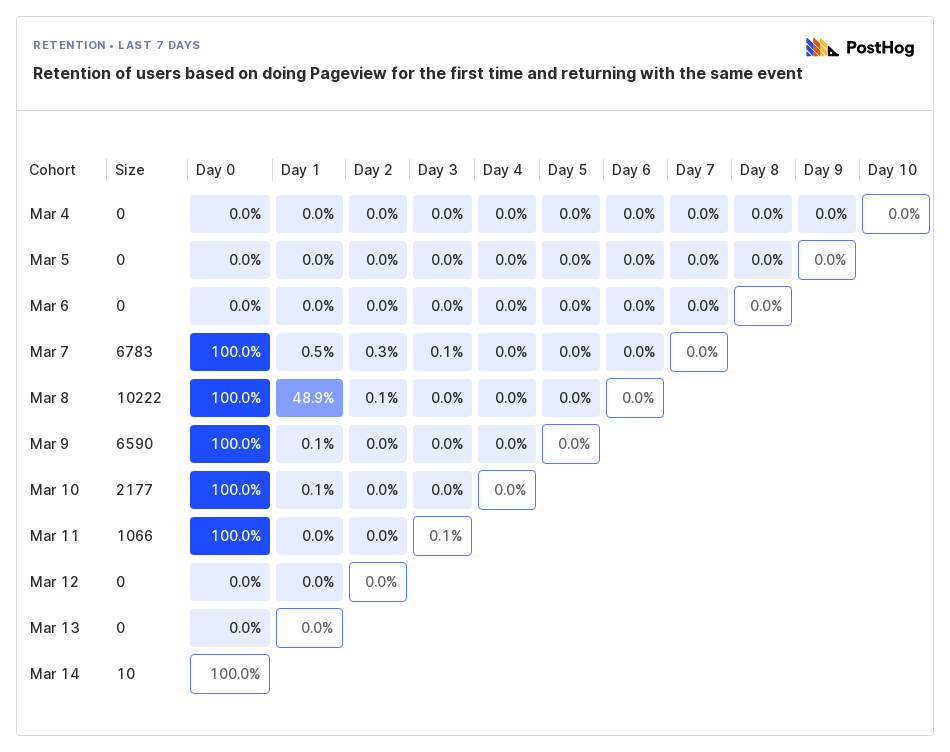 RETENTION • LAST 7 DAYS
PostHog
Retention of users based on doing Pageview for the first time and returning with the same event
Cohort Size Day 0 Day 1 Day 2 Day 3 Day 4 Day 5 Day 6 Day 7 Day 8 Day 9 Day 10
Mar 4 0 0.0% 0.0% 0.0% 0.0% 0.0% 0.0% 0.0% 0.0% 0.0% 0.0% 0.0%
Mar 5 0 0.0% 0.0% 0.0% 0.0% 0.0% 0.0% 0.0% 0.0% 0.0% 0.0%
Mar 6 0 0.0% 0.0% 0.0% 0.0% 0.0% 0.0% 0.0% 0.0% 0.0%
Mar 7 6783 100.0% 0.5% 0.3% 0.1% 0.0% 0.0% 0.0% 0.0%
Mar 8 10222 100.0% 48.9% 0.1% 0.0% 0.0% 0.0% 0.0%
Mar 9 6590 100.0% 0.1% 0.0% 0.0% 0.0% 0.0%
Mar 10 2177 100.0% 0.1% 0.0% 0.0% 0.0%
Mar 11 1066 100.0% 0.0% 0.0% 0.1%
Mar 12 0 0.0% 0.0% 0.0%
Mar 13 0 0.0% 0.0%
Mar 14 10 100.0%